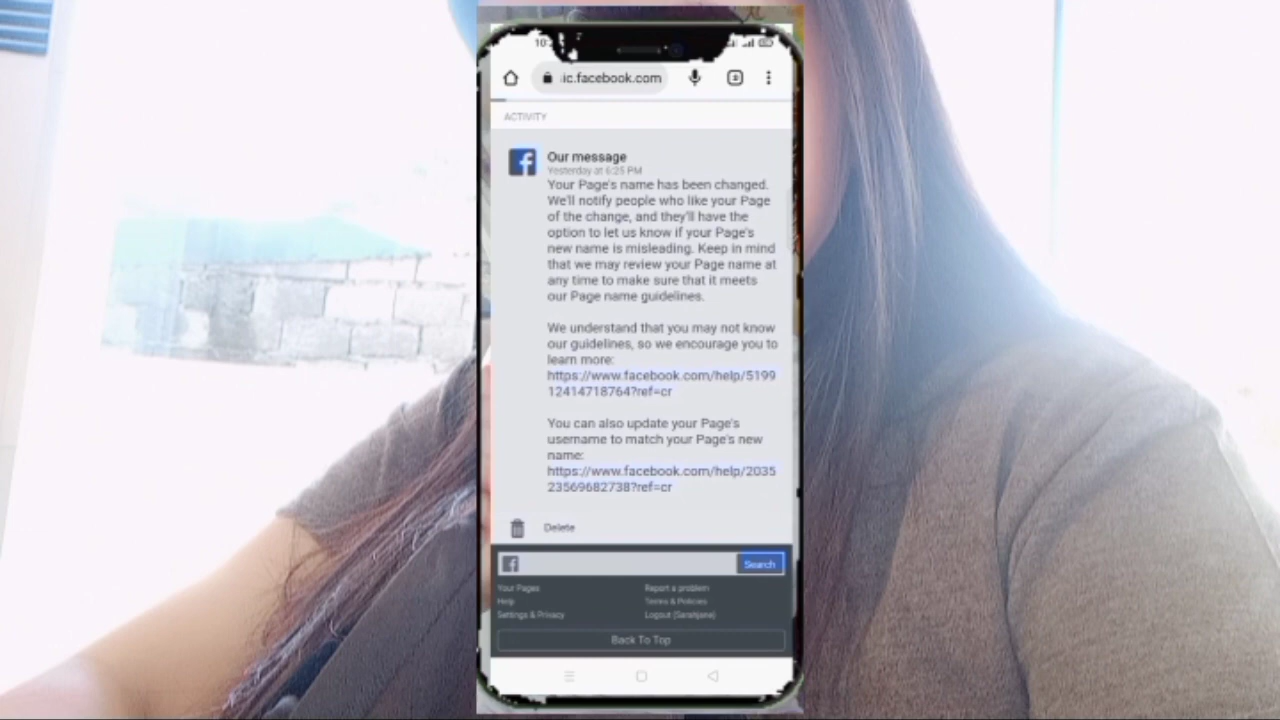 10:
ic.facebook.com
ACTIVITY
Our message
Yesterday at 6:25 PM
Your Page's name has been changed.
We'll notify people who like your Page
of the change, and they'll have the
option to let us know if your Page's
new name is misleading. Keep in mind
that we may review your Page name at
any time to make sure that it meets
our Page name guidelines.
We understand that you may not know
our guidelines, so we encourage you to
learn more:
https://www.facebook.com/help/5199
12414718764?ref=cr
You can also update your Page's
username to match your Page's new
name:
https://www.facebook.com/help/2035
23569682738?ref=cr
Delete
Search
Your Pages
Report a problem
Help
Terms & Policies
Settings & Privacy
Logout (Sarahjane)
Back To Top